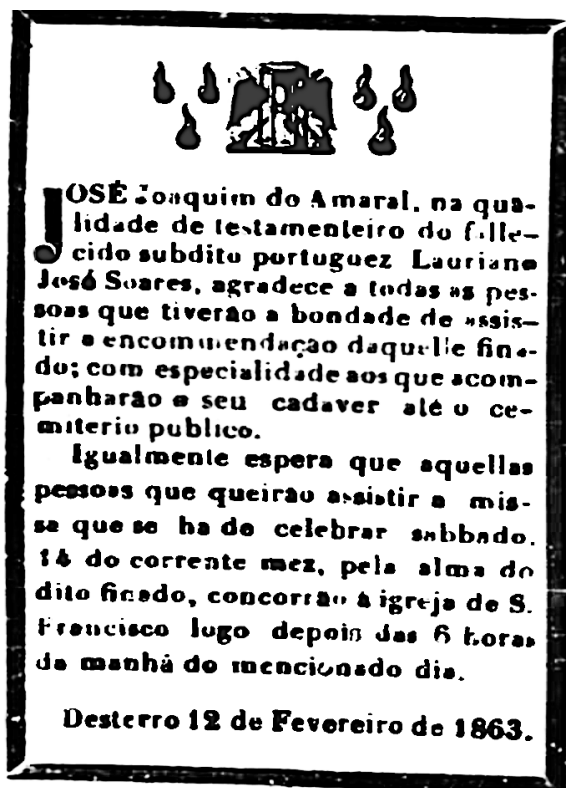 JOSÉ Joaquim do Amaral, na qua-
lidade de testamenteiro do falle-
cido subdito portuguez Lauriano
José Soares, agradece a todas as pes-
soas que tiverão a bondade de assis-
tir a encommendação daquelle fina-
do; com especialidade aos que acom-
panharão o seu cadaver até o ce-
miterio publico.
Igualmente espera que aquellas
pessoas que queirão assistir a mis-
sa que se ha de celebrar sabbado,
14 do corrente mez, pela alma do
dito finado, concorrão á igreja de S.
Francisco logo depois das 6 horas
da manhã do mencionado dia.
Desterro 12 de Fevereiro de 1863.